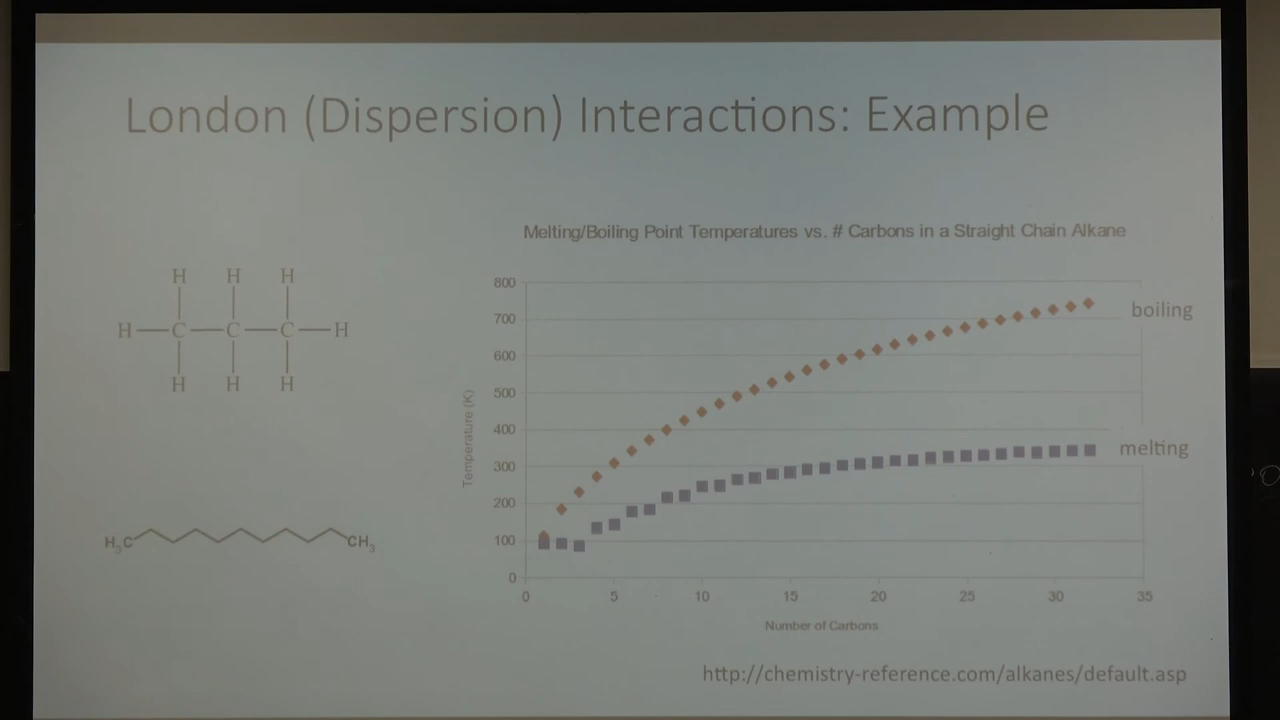 London (Dispersion) Interactions: Example
H H H
H C C C H
H H H
H3C CH3
Melting/Boiling Point Temperatures vs. # Carbons in a Straight Chain Alkane
Temperature (K)
800
700
600
500
400
300
200
100
0
0 5 10 15 20 25 30 35
Number of Carbons
boiling
melting
http://chemistry-reference.com/alkanes/default.asp